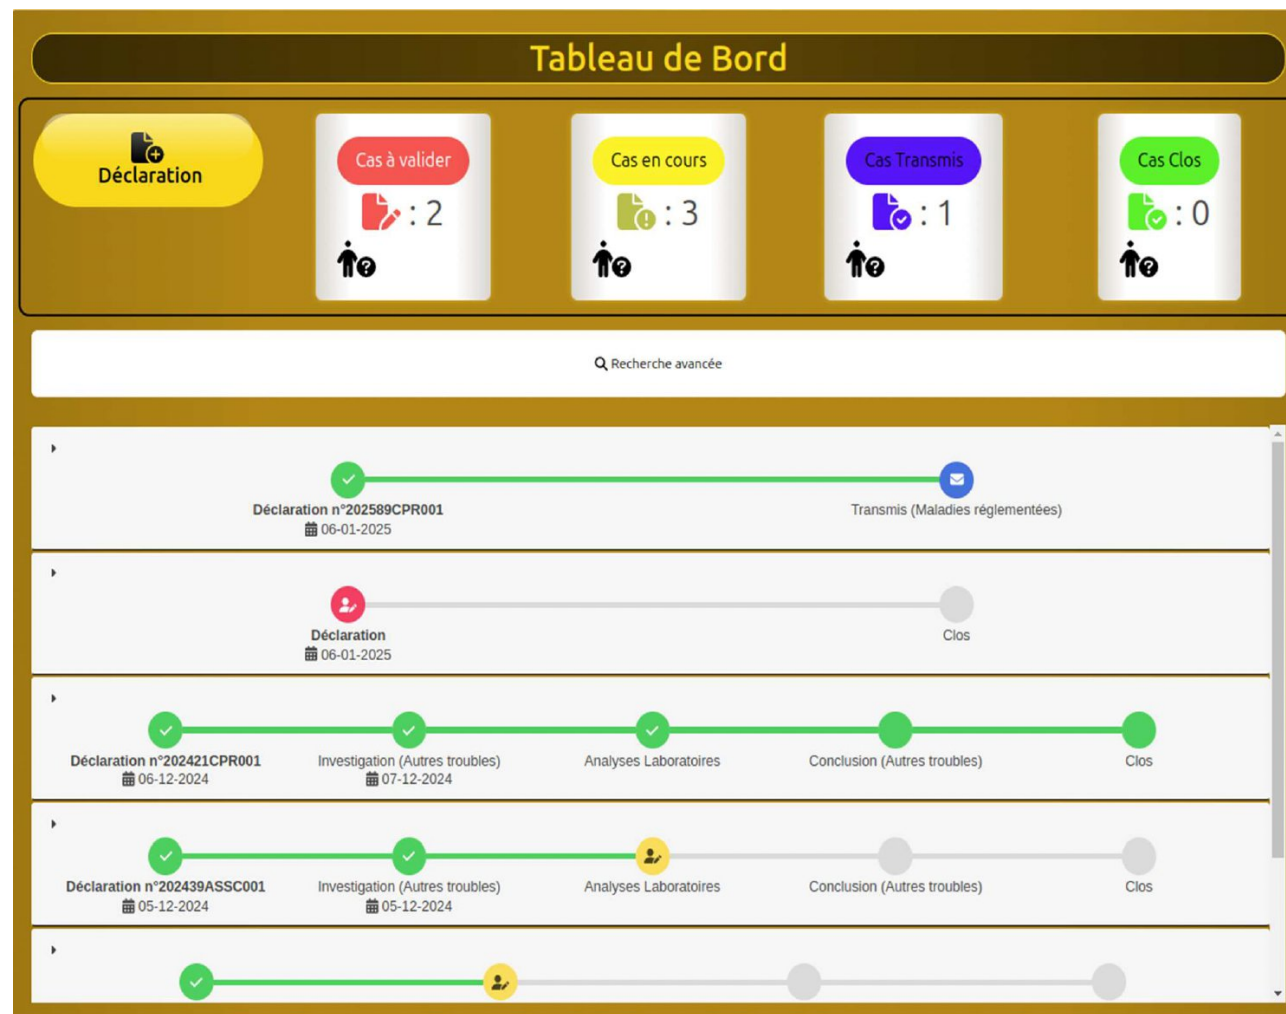 Tableau de Bord
Déclaration
Cas à valider
: 2
Cas en cours
: 3
Cas Transmis
: 1
Cas Clos
: 0
Recherche avancée
Déclaration n°202589CPR001
06-01-2025
Transmis (Maladies réglementées)
Déclaration
06-01-2025
Clos
Déclaration n°202421CPR001
06-12-2024
Investigation (Autres troubles)
07-12-2024
Analyses Laboratoires
Conclusion (Autres troubles)
Clos
Déclaration n°202439ASSC001
05-12-2024
Investigation (Autres troubles)
05-12-2024
Analyses Laboratoires
Conclusion (Autres troubles)
Clos